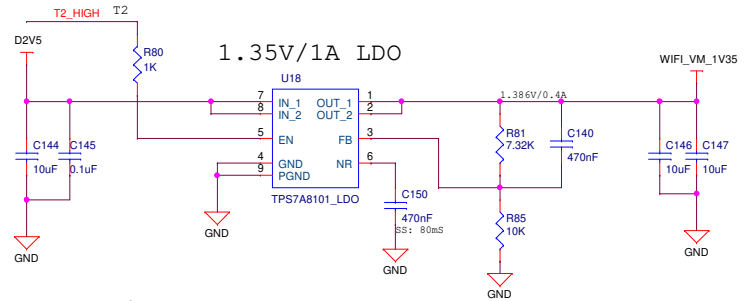 T2_HIGH T2
D2V5
R80
1K
1.35V/1A LDO
WIFI_VM_1V35
U18
1.386V/0.4A
7 IN_1 OUT_1 1
8 IN_2 OUT_2 2
5 EN FB 3
4 GND NR 6
9 PGND
TPS7A8101_LDO
C144
10uF
C145
0.1uF
R81
7.32K
C140
470nF
C146
10uF
C147
10uF
C150
470nF
SS: 80mS
R85
10K
GND
GND
GND
GND
GND